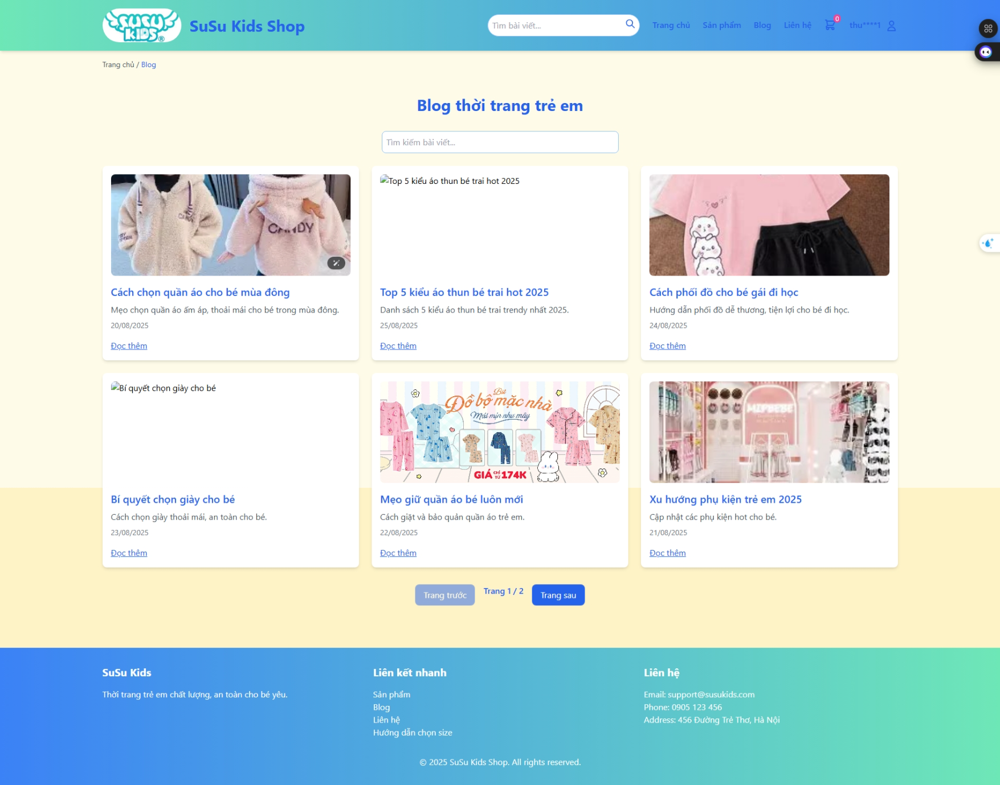 SUSU
KIDS®
SuSu Kids Shop
Tìm bài viết...
Trang chủ
Sản phẩm
Blog
Liên hệ
0
thu****1
Trang chủ / Blog
Blog thời trang trẻ em
Tìm kiếm bài viết...
CANDY
CANDY
Top 5 kiểu áo thun bé trai hot 2025
Cách chọn quần áo cho bé mùa đông
Mẹo chọn quần áo ấm áp, thoải mái cho bé trong mùa đông.
20/08/2025
Đọc thêm
Top 5 kiểu áo thun bé trai hot 2025
Danh sách 5 kiểu áo thun bé trai trendy nhất 2025.
25/08/2025
Đọc thêm
Cách phối đồ cho bé gái đi học
Hướng dẫn phối đồ dễ thương, tiện lợi cho bé đi học.
24/08/2025
Đọc thêm
Bí quyết chọn giày cho bé
Bst
Đồ bộ mặc nhà
Mát mịn như mây
GIÁ CHỈ TỪ 174K
MIPBEBE
Bí quyết chọn giày cho bé
Cách chọn giày thoải mái, an toàn cho bé.
23/08/2025
Đọc thêm
Mẹo giữ quần áo bé luôn mới
Cách giặt và bảo quản quần áo trẻ em.
22/08/2025
Đọc thêm
Xu hướng phụ kiện trẻ em 2025
Cập nhật các phụ kiện hot cho bé.
21/08/2025
Đọc thêm
Trang trước
Trang 1 / 2
Trang sau
SuSu Kids
Thời trang trẻ em chất lượng, an toàn cho bé yêu.
Liên kết nhanh
Sản phẩm
Blog
Liên hệ
Hướng dẫn chọn size
Liên hệ
Email: support@susukids.com
Phone: 0905 123 456
Address: 456 Đường Trẻ Thơ, Hà Nội
© 2025 SuSu Kids Shop. All rights reserved.